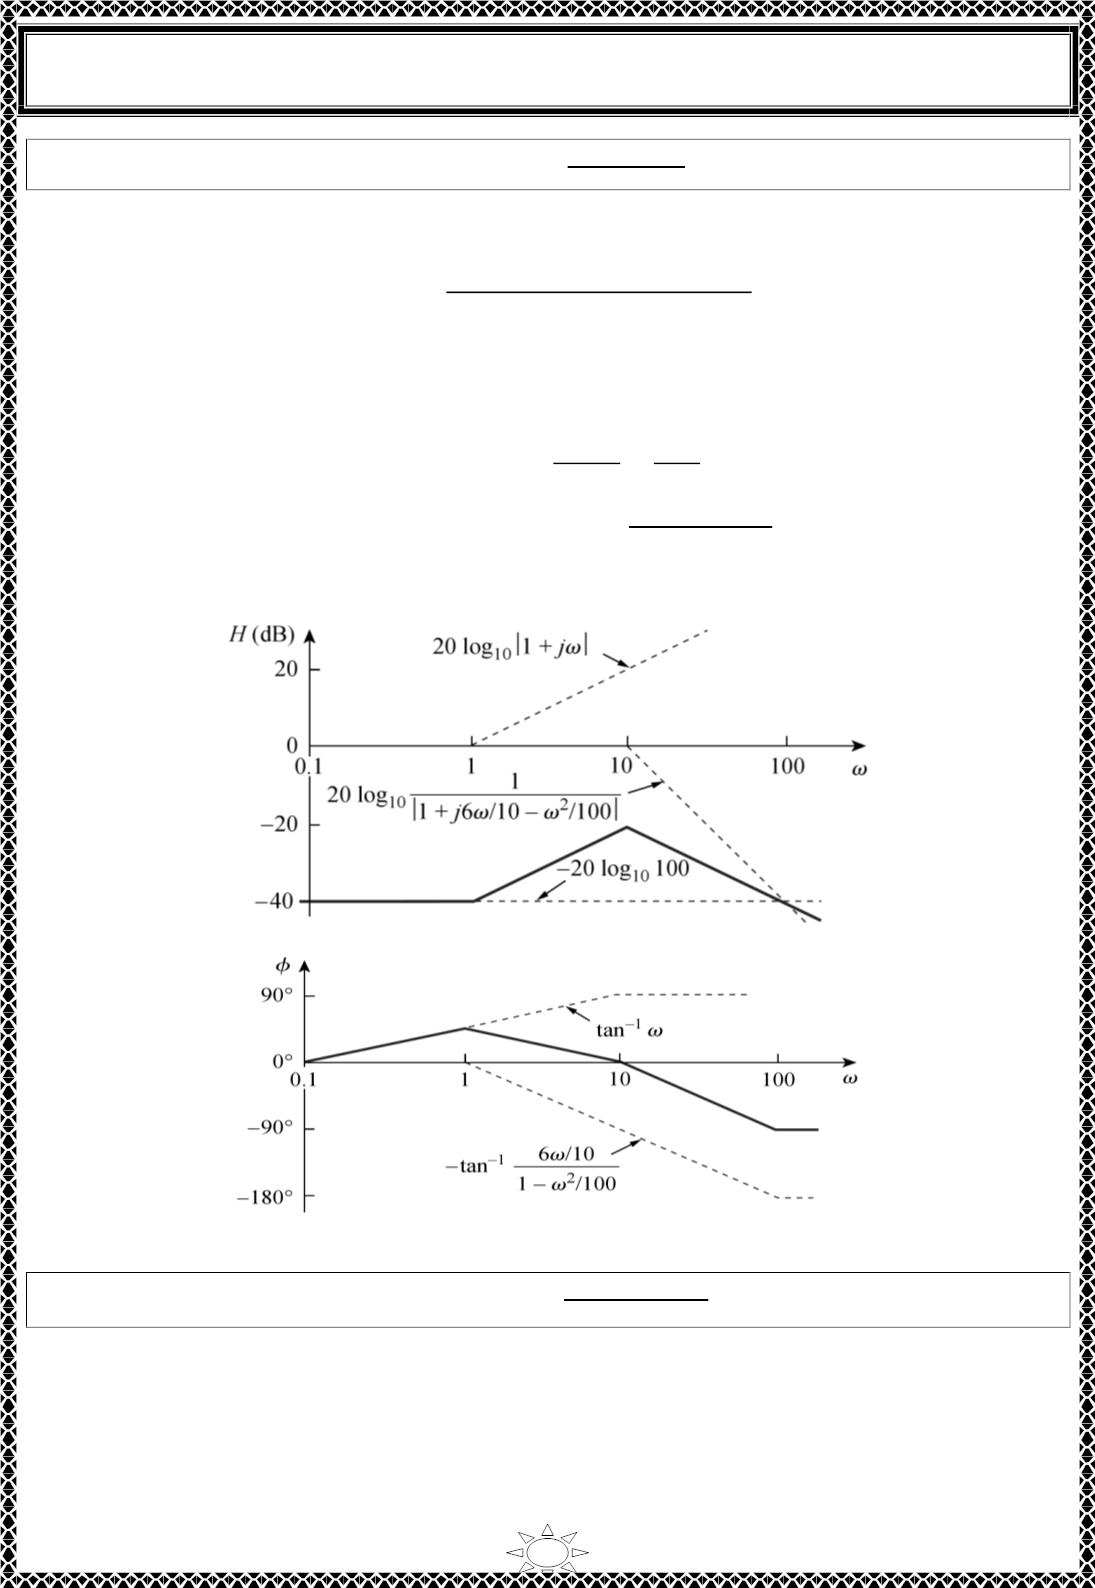 H (dB)
20 log₁₀|1 + jω|
20
0
0.1
1
10
100
ω
20 log₁₀ 1/|1 + j6ω/10 – ω²/100|
–20
–20 log₁₀ 100
–40
ϕ
90°
tan⁻¹ ω
0°
0.1
1
10
100
ω
–90°
–tan⁻¹ 6ω/10 / 1 – ω²/100
–180°